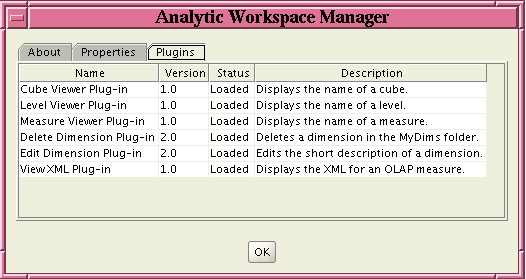 Analytic Workspace Manager
About Properties Plugins
Name Version Status Description
Cube Viewer Plug-in 1.0 Loaded Displays the name of a cube.
Level Viewer Plug-in 1.0 Loaded Displays the name of a level.
Measure Viewer Plug-in 1.0 Loaded Displays the name of a measure.
Delete Dimension Plug-in 2.0 Loaded Deletes a dimension in the MyDims folder.
Edit Dimension Plug-in 2.0 Loaded Edits the short description of a dimension.
View XML Plug-in 1.0 Loaded Displays the XML for an OLAP measure.
OK